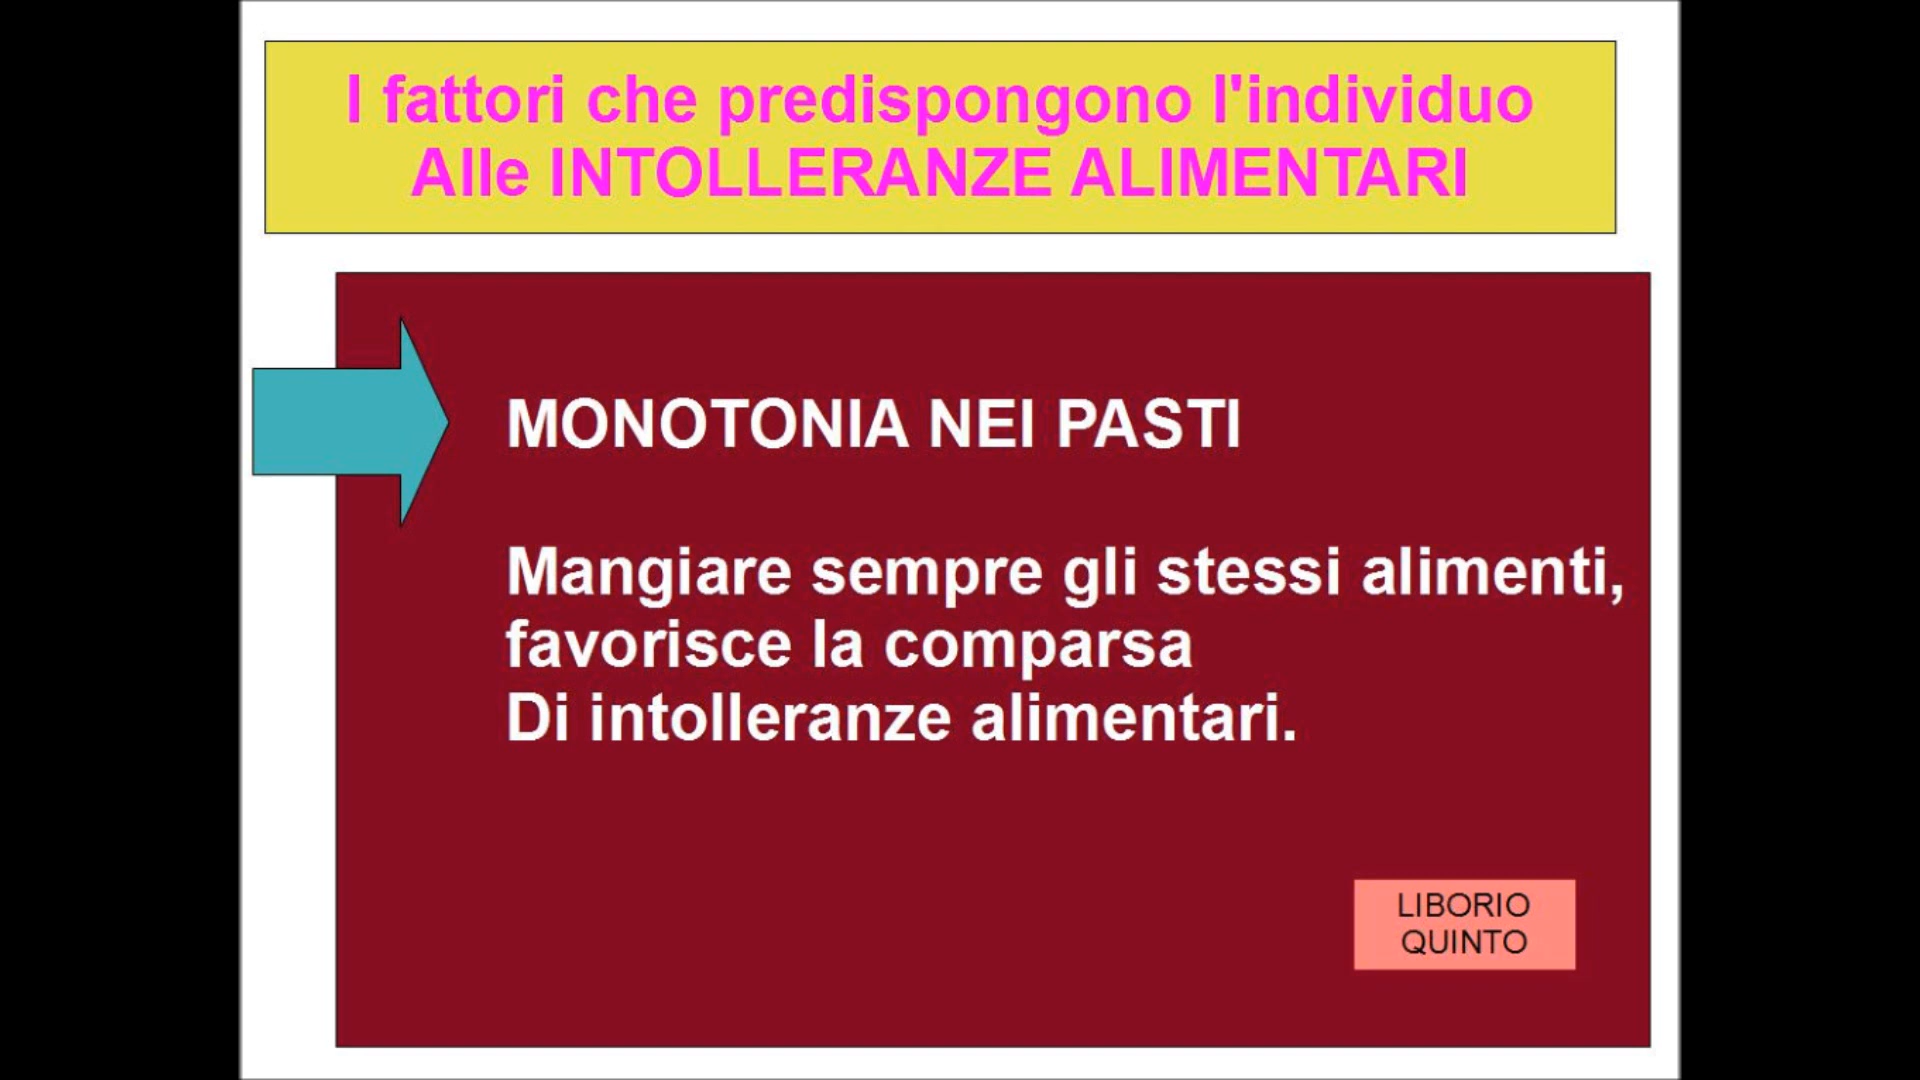 I fattori che predispongono l'individuo
Alle INTOLLERANZE ALIMENTARI
MONOTONIA NEI PASTI
Mangiare sempre gli stessi alimenti,
favorisce la comparsa
Di intolleranze alimentari.
LIBORIO
QUINTO